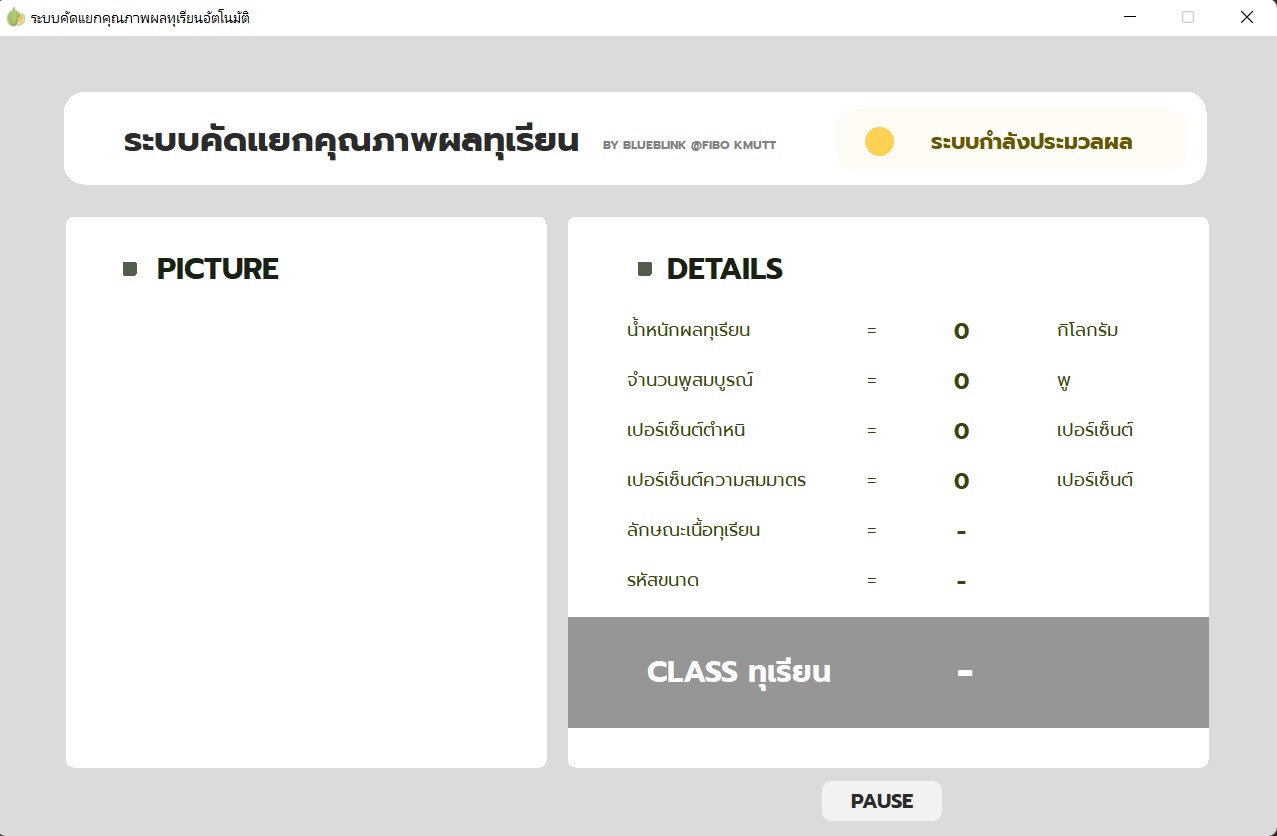 ระบบคัดแยกคุณภาพผลทุเรียนอัตโนมัติ
ระบบคัดแยกคุณภาพผลทุเรียน BY BLUEBLINK @FIBO KMUTT ระบบกำลังประมวลผล
PICTURE
DETAILS
น้ำหนักผลทุเรียน = 0 กิโลกรัม
จำนวนพูสมบูรณ์ = 0 พู
เปอร์เซ็นต์ตำหนิ = 0 เปอร์เซ็นต์
เปอร์เซ็นต์ความสมมาตร = 0 เปอร์เซ็นต์
ลักษณะเนื้อทุเรียน = -
รหัสขนาด = -
CLASS ทุเรียน -
PAUSE